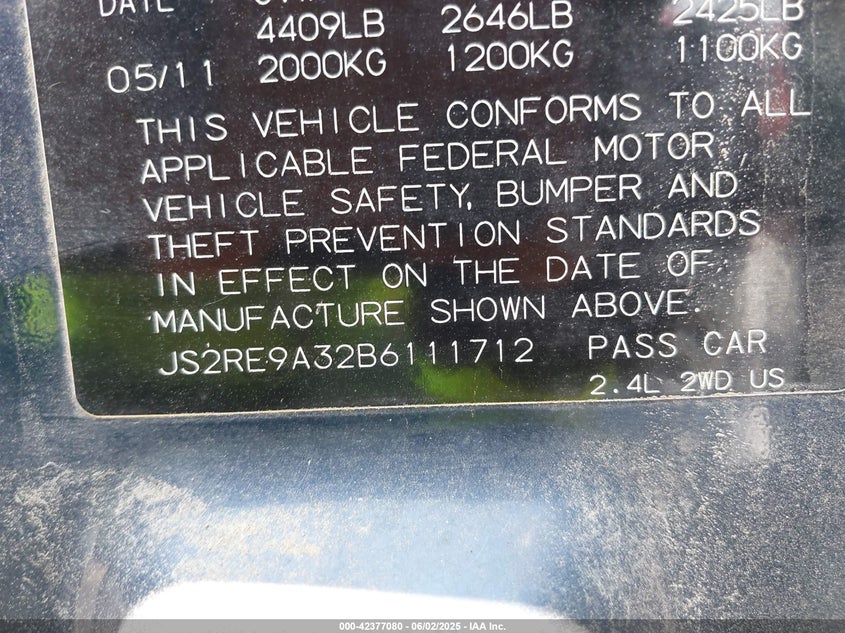 DATE
4409LB 2646LB 2425LB
05/11 2000KG 1200KG 1100KG
THIS VEHICLE CONFORMS TO ALL
APPLICABLE FEDERAL MOTOR
VEHICLE SAFETY, BUMPER AND
THEFT PREVENTION STANDARDS
IN EFFECT ON THE DATE OF
MANUFACTURE SHOWN ABOVE.
JS2RE9A32B6111712 PASS CAR
2.4L 2WD US
000-42377080 - 06/02/2025 - IAA Inc.